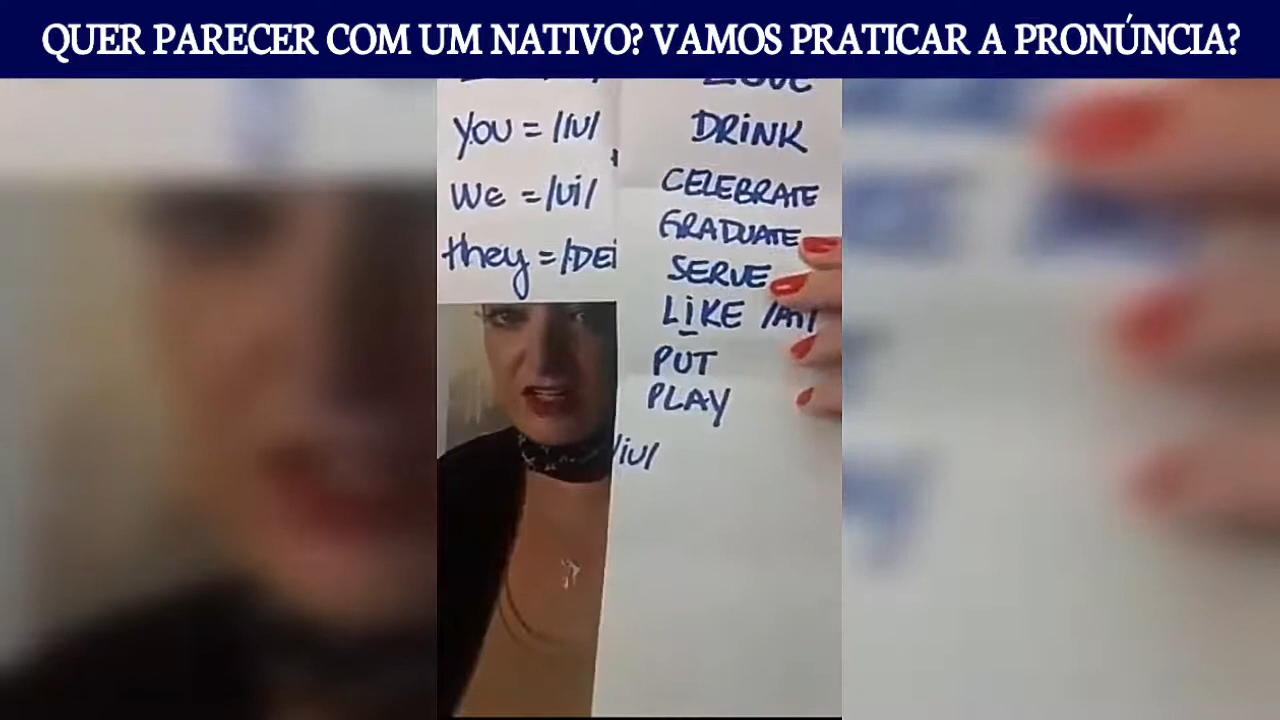 QUER PARECER COM UM NATIVO? VAMOS PRATICAR A PRONÚNCIA?
you = /iu/
we = /ui/
they = /DEi
DRINK
CELEBRATE
GRADUATE
SERVE
LiKE /Ai/
PUT
PLAY
/iu/